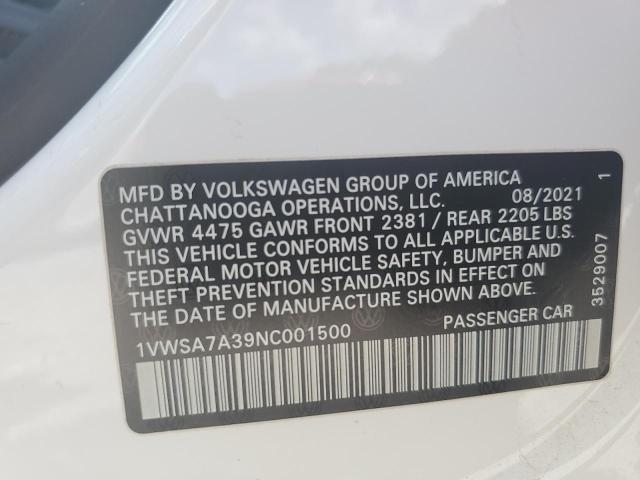 MFD BY VOLKSWAGEN GROUP OF AMERICA
CHATTANOOGA OPERATIONS, LLC. 08/2021
GVWR 4475 GAWR FRONT 2381 / REAR 2205 LBS
THIS VEHICLE CONFORMS TO ALL APPLICABLE U.S.
FEDERAL MOTOR VEHICLE SAFETY, BUMPER AND
THEFT PREVENTION STANDARDS IN EFFECT ON
THE DATE OF MANUFACTURE SHOWN ABOVE.
1VWSA7A39NC001500 PASSENGER CAR
3529007 1